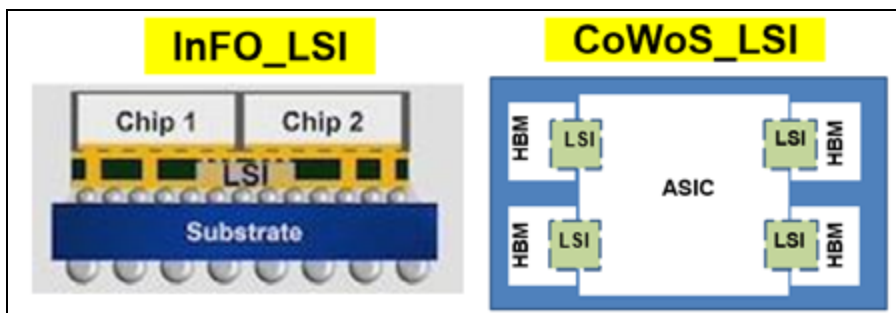 InFO_LSI
Chip 1 Chip 2
LSI
Substrate
CoWoS_LSI
HBM LSI LSI HBM
ASIC
HBM LSI LSI HBM